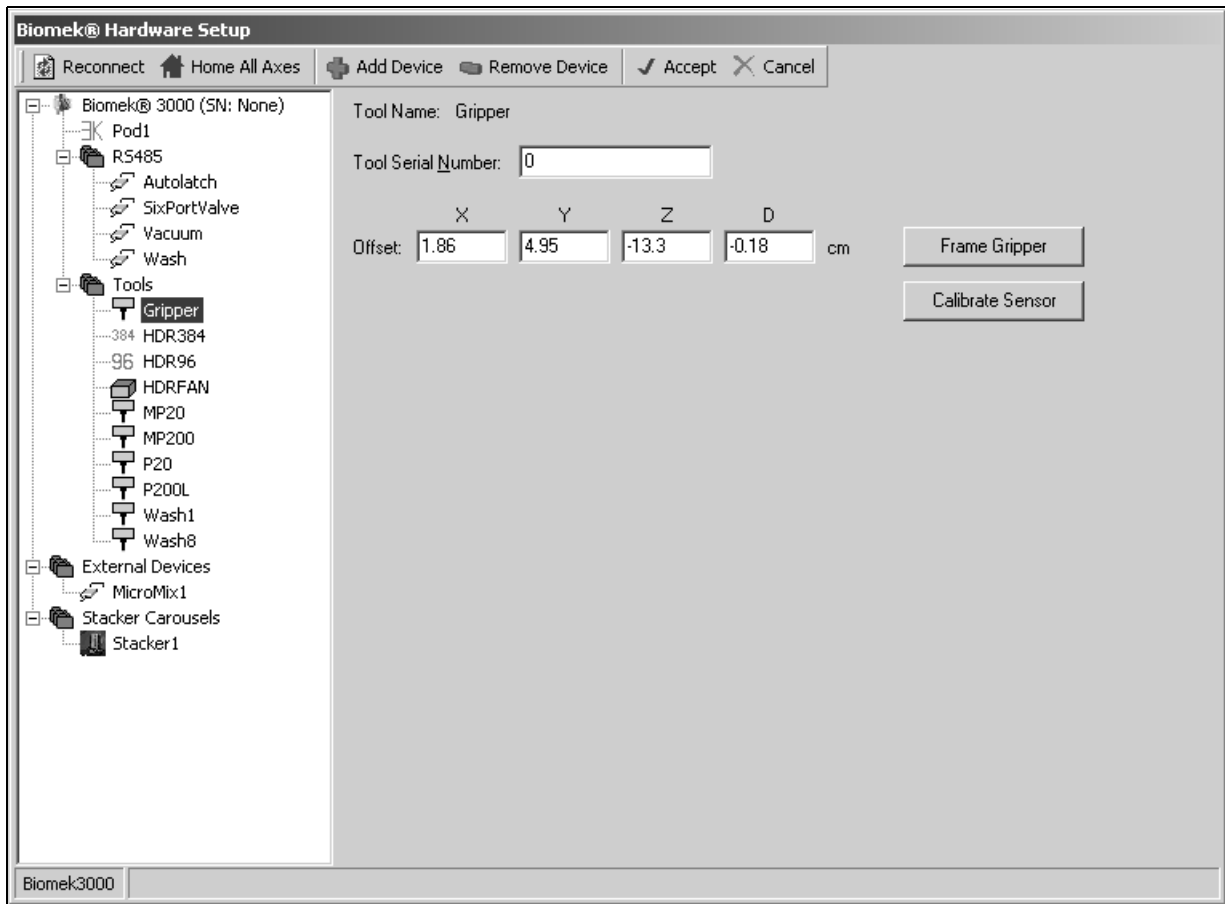 Biomek® Hardware Setup
Reconnect Home All Axes Add Device Remove Device Accept Cancel
Biomek® 3000 (SN: None)
Pod1
RS485
Autolatch
SixPortValve
Vacuum
Wash
Tools
Gripper
384 HDR384
96 HDR96
HDRFAN
MP20
MP200
P20
P200L
Wash1
Wash8
External Devices
MicroMix1
Stacker Carousels
Stacker1
Tool Name: Gripper
Tool Serial Number: 0
X Y Z D
Offset: 1.86 4.95 -13.3 -0.18 cm
Frame Gripper
Calibrate Sensor
Biomek3000